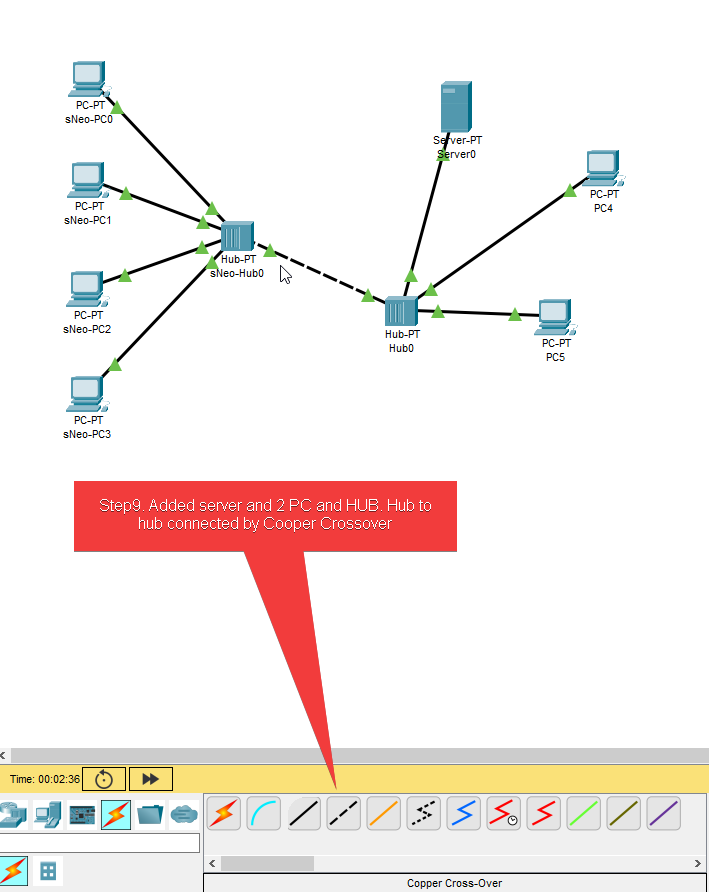 PC-PT
sNeo-PC0
Server-PT
Server0
PC-PT
PC4
PC-PT
sNeo-PC1
Hub-PT
sNeo-Hub0
PC-PT
sNeo-PC2
Hub-PT
Hub0
PC-PT
PC5
PC-PT
sNeo-PC3
Step9. Added server and 2 PC and HUB. Hub to
hub connected by Cooper Crossover
Time: 00:02:36
Copper Cross-Over